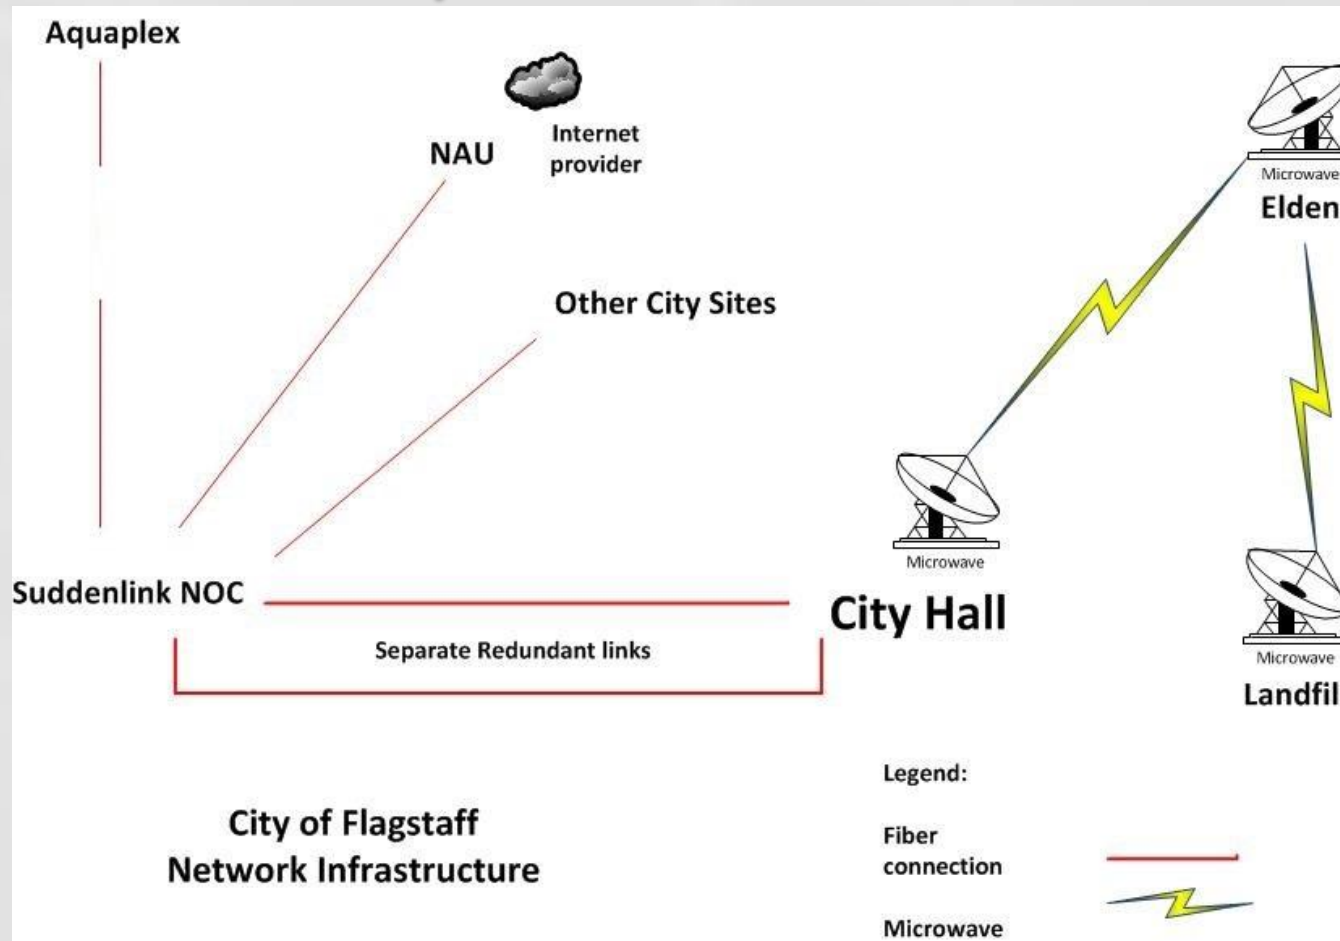 Aquaplex
NAU
Internet
provider
Microwave
Elden
Other City Sites
Microwave
Suddenlink NOC
City Hall
Separate Redundant links
Microwave
Landfil
Legend:
City of Flagstaff
Network Infrastructure
Fiber
connection
Microwave